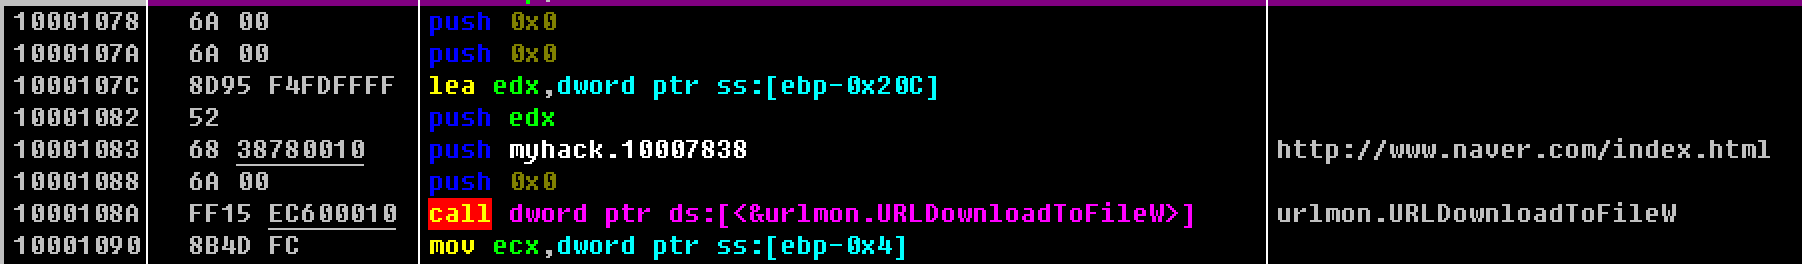 10001078 6A 00 push 0x0
1000107A 6A 00 push 0x0
1000107C 8D95 F4FDFFFF lea edx,dword ptr ss:[ebp-0x20C]
10001082 52 push edx
10001083 68 38780010 push myhack.10007838 http://www.naver.com/index.html
10001088 6A 00 push 0x0
1000108A FF15 EC600010 call dword ptr ds:[<&urlmon.URLDownloadToFileW>] urlmon.URLDownloadToFileW
10001090 8B4D FC mov ecx,dword ptr ss:[ebp-0x4]